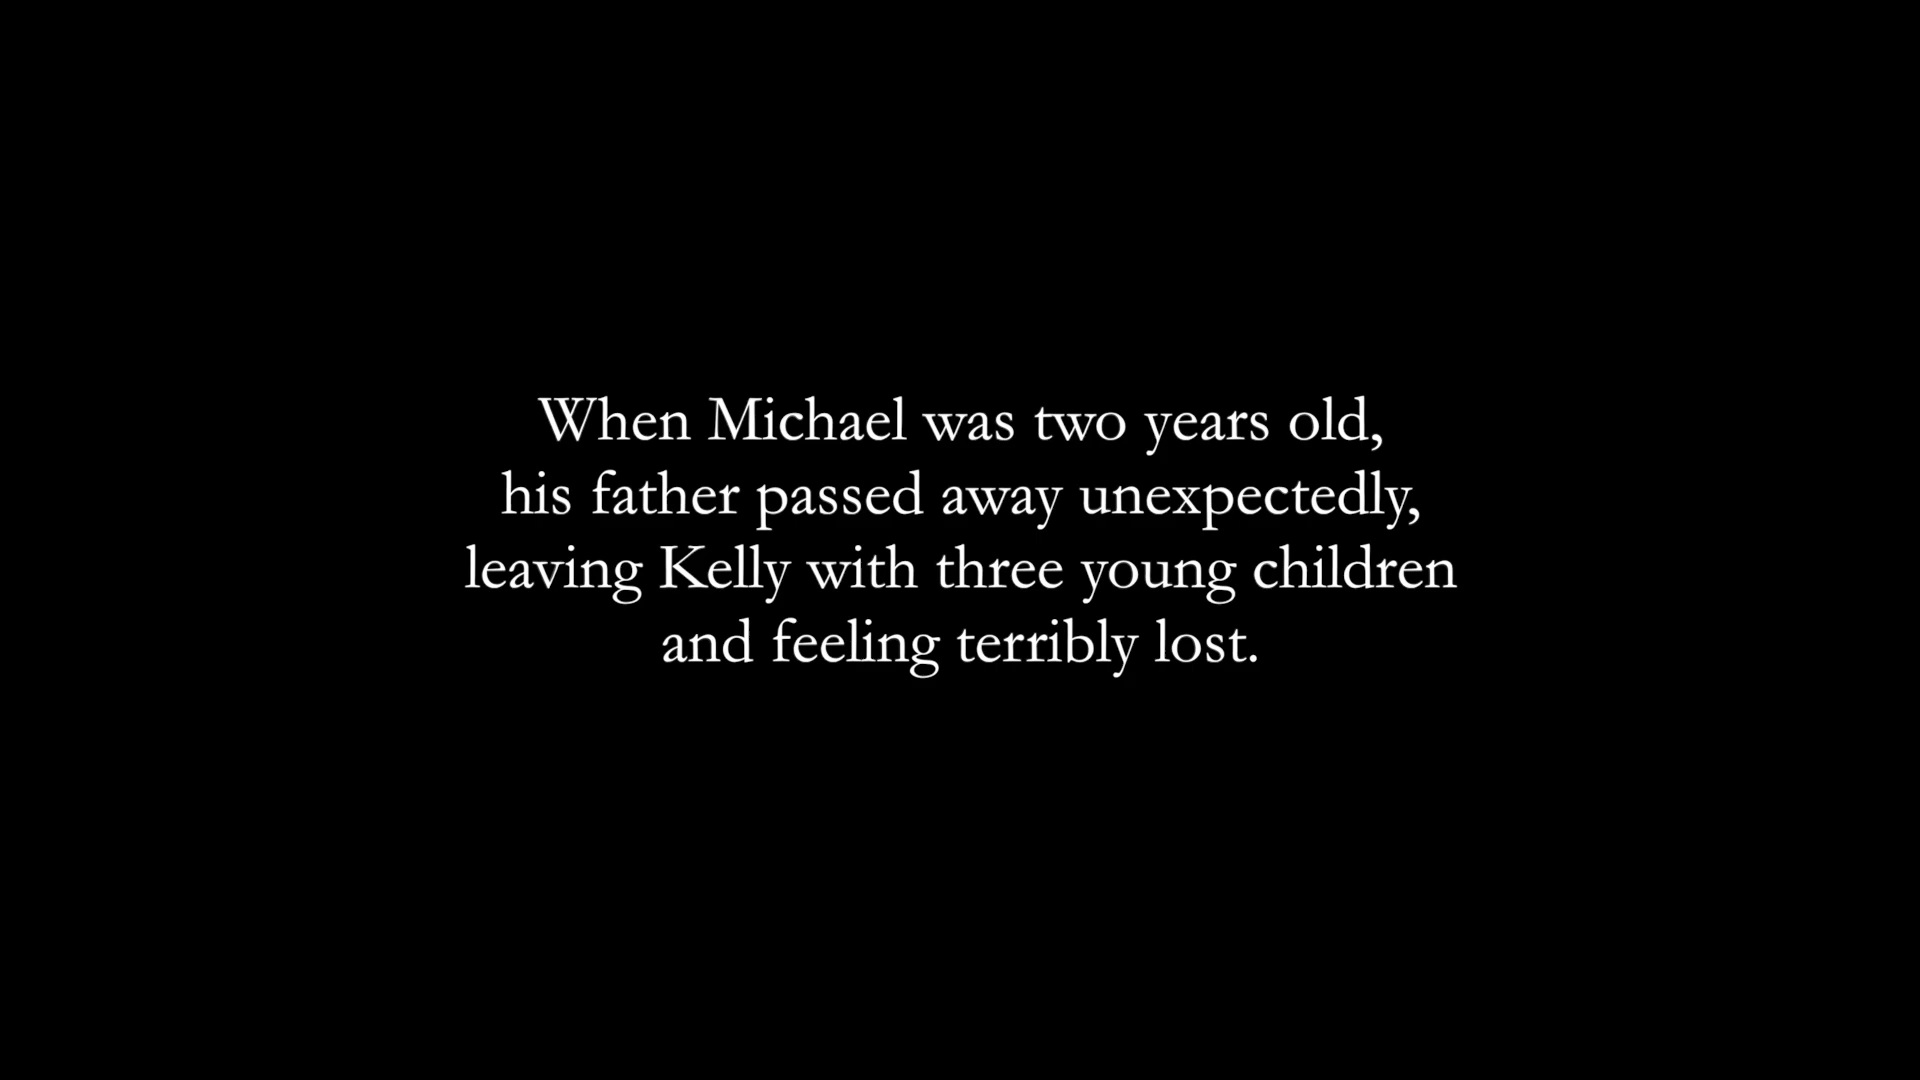 When Michael was two years old,
his father passed away unexpectedly,
leaving Kelly with three young children
and feeling terribly lost.